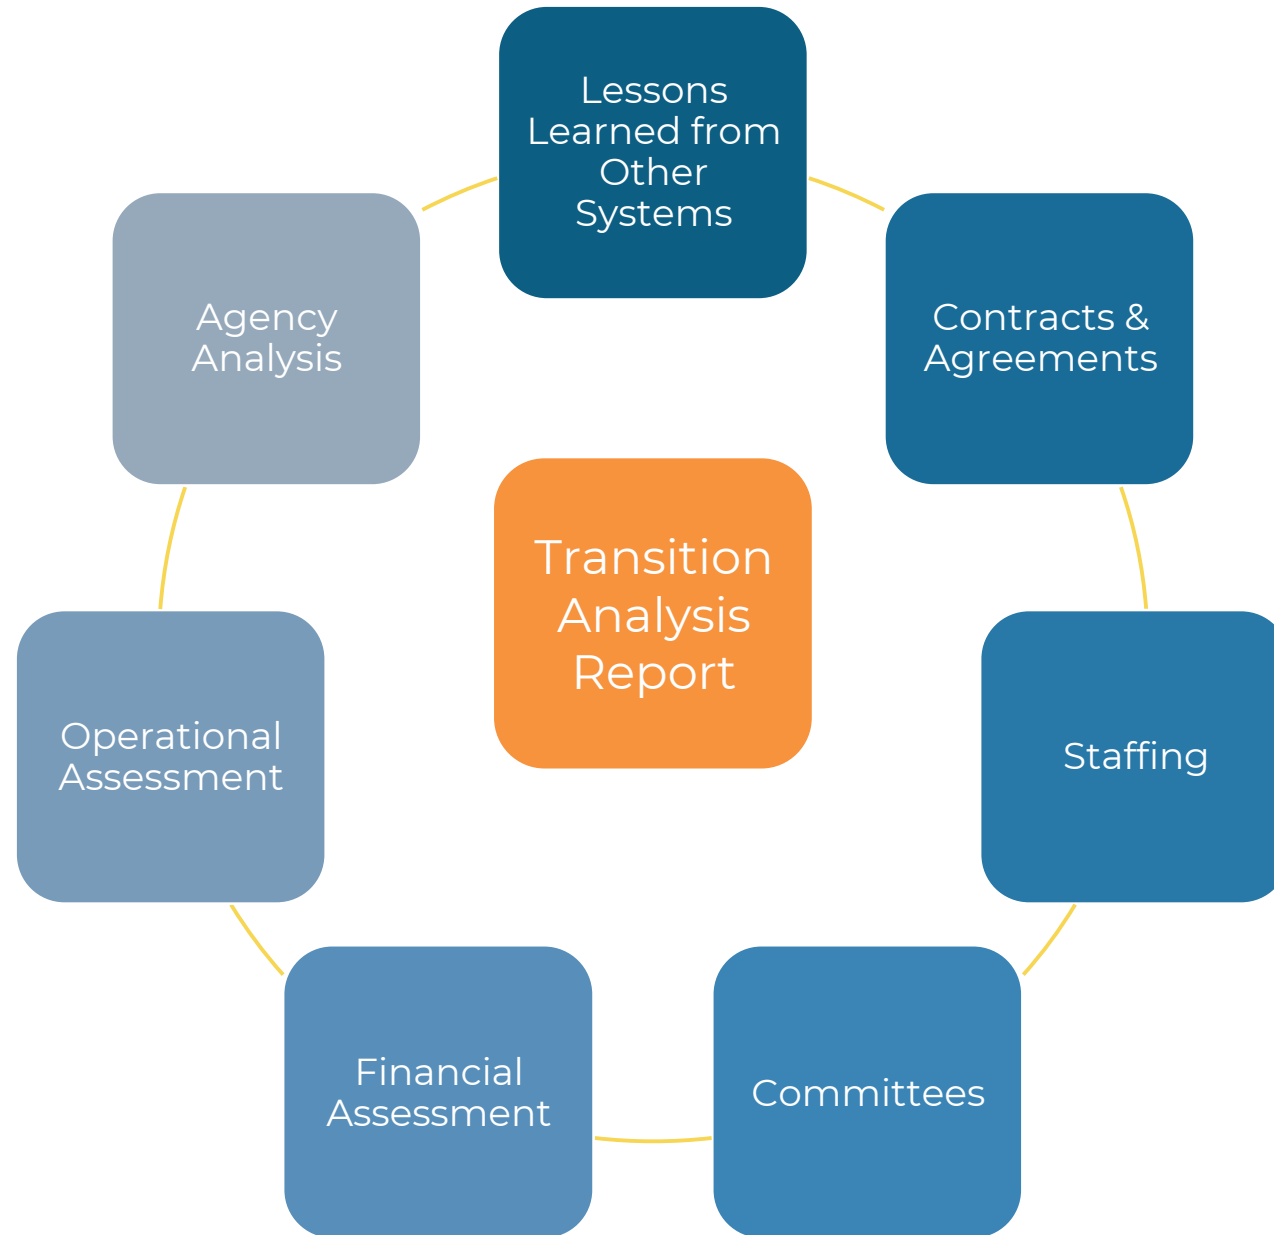 Lessons
Learned from
Other
Systems
Contracts &
Agreements
Staffing
Committees
Financial
Assessment
Operational
Assessment
Agency
Analysis
Transition
Analysis
Report